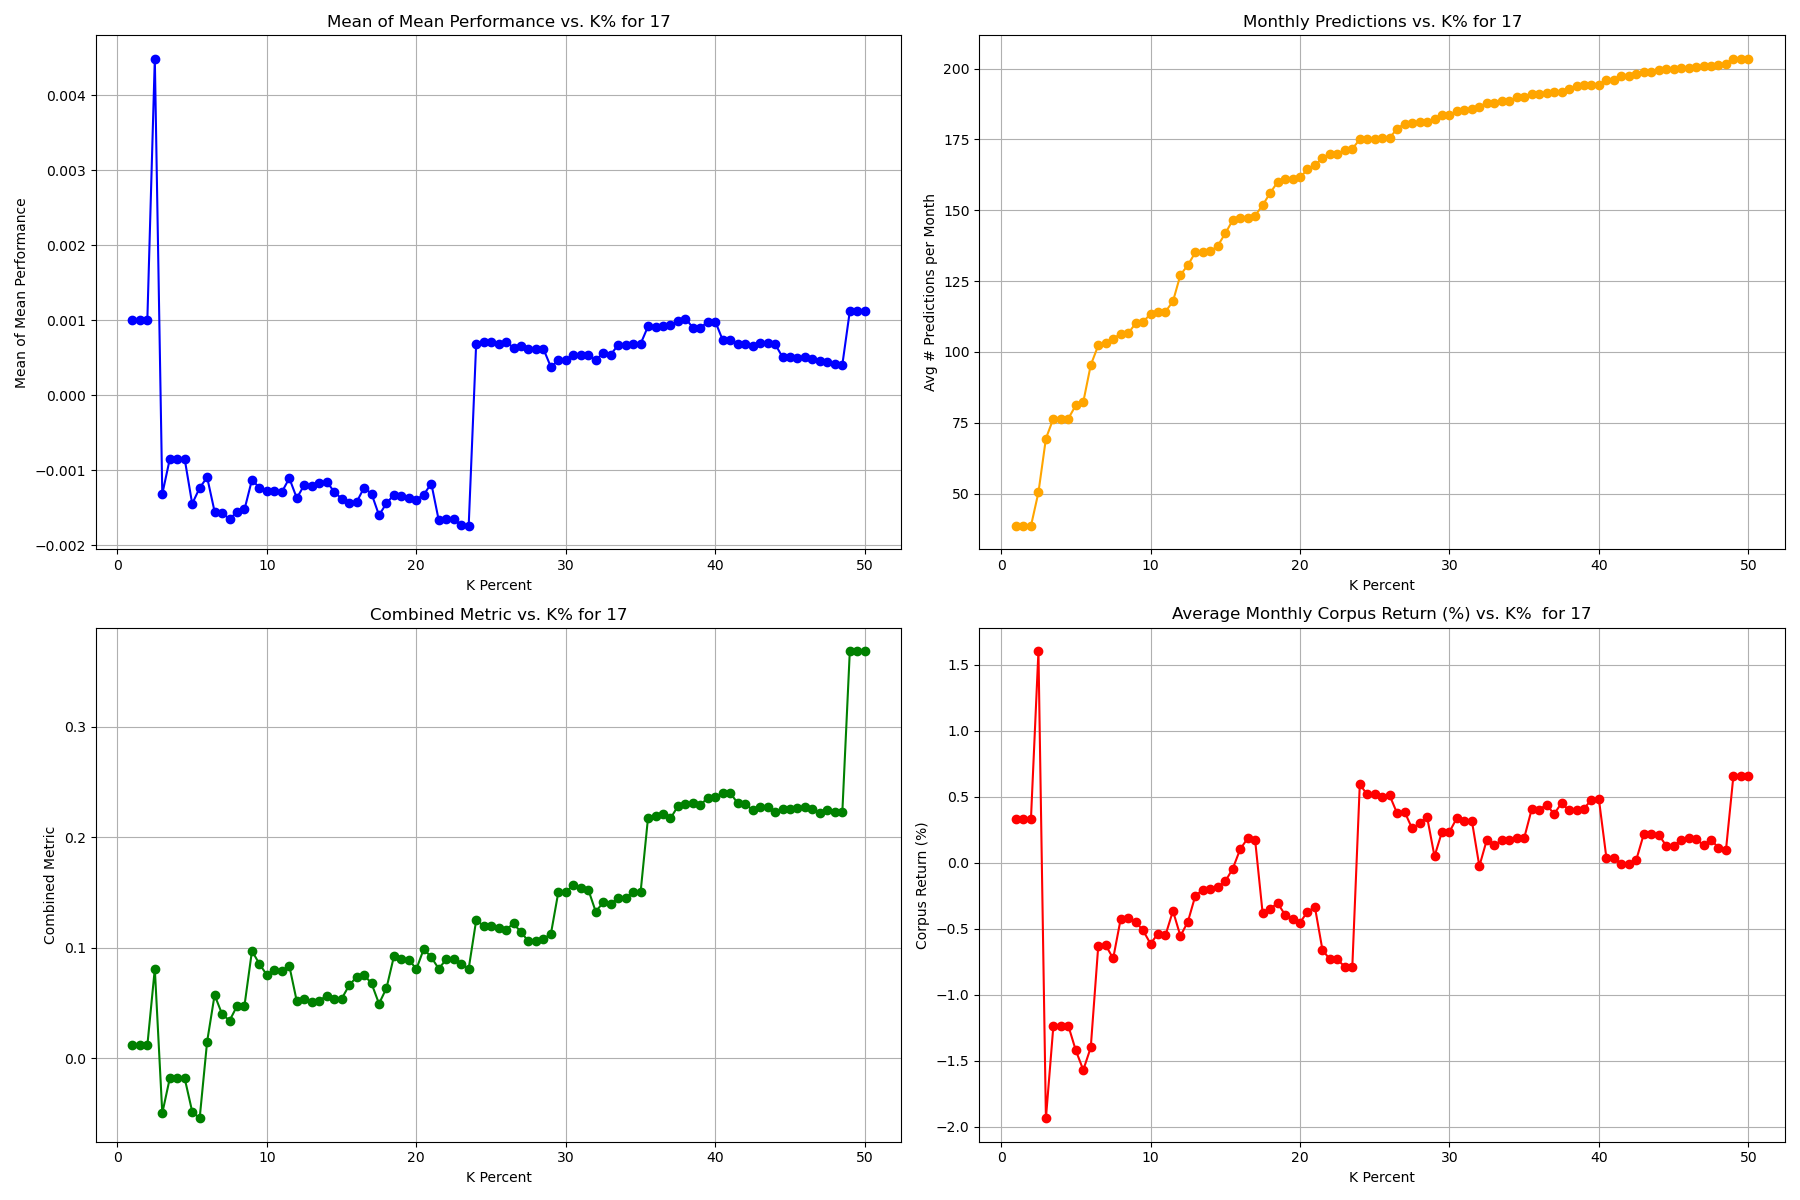 Mean of Mean Performance vs. K% for 17
Mean of Mean Performance
0.004
0.003
0.002
0.001
0.000
−0.001
−0.002
0 10 20 30 40 50
K Percent
Monthly Predictions vs. K% for 17
Avg # Predictions per Month
200
175
150
125
100
75
50
0 10 20 30 40 50
K Percent
Combined Metric vs. K% for 17
Combined Metric
0.3
0.2
0.1
0.0
0 10 20 30 40 50
K Percent
Average Monthly Corpus Return (%) vs. K%  for 17
Corpus Return (%)
1.5
1.0
0.5
0.0
−0.5
−1.0
−1.5
−2.0
0 10 20 30 40 50
K Percent